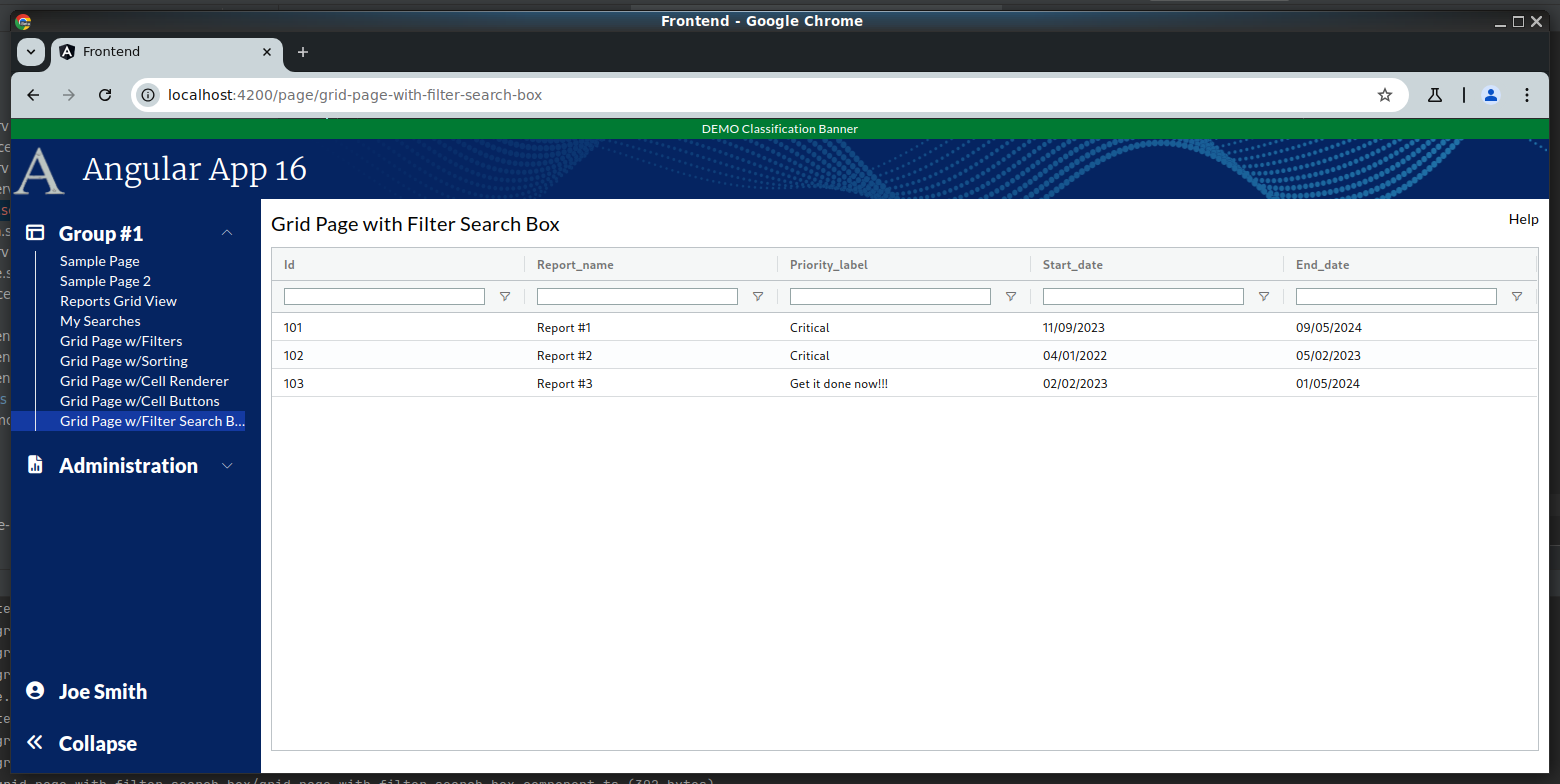 Frontend - Google Chrome
Frontend
localhost:4200/page/grid-page-with-filter-search-box
DEMO Classification Banner
A Angular App 16
Group #1
Sample Page
Sample Page 2
Reports Grid View
My Searches
Grid Page w/Filters
Grid Page w/Sorting
Grid Page w/Cell Renderer
Grid Page w/Cell Buttons
Grid Page w/Filter Search B...
Administration
Joe Smith
Collapse
Grid Page with Filter Search Box
Help
Id Report_name Priority_label Start_date End_date
101 Report #1 Critical 11/09/2023 09/05/2024
102 Report #2 Critical 04/01/2022 05/02/2023
103 Report #3 Get it done now!!! 02/02/2023 01/05/2024